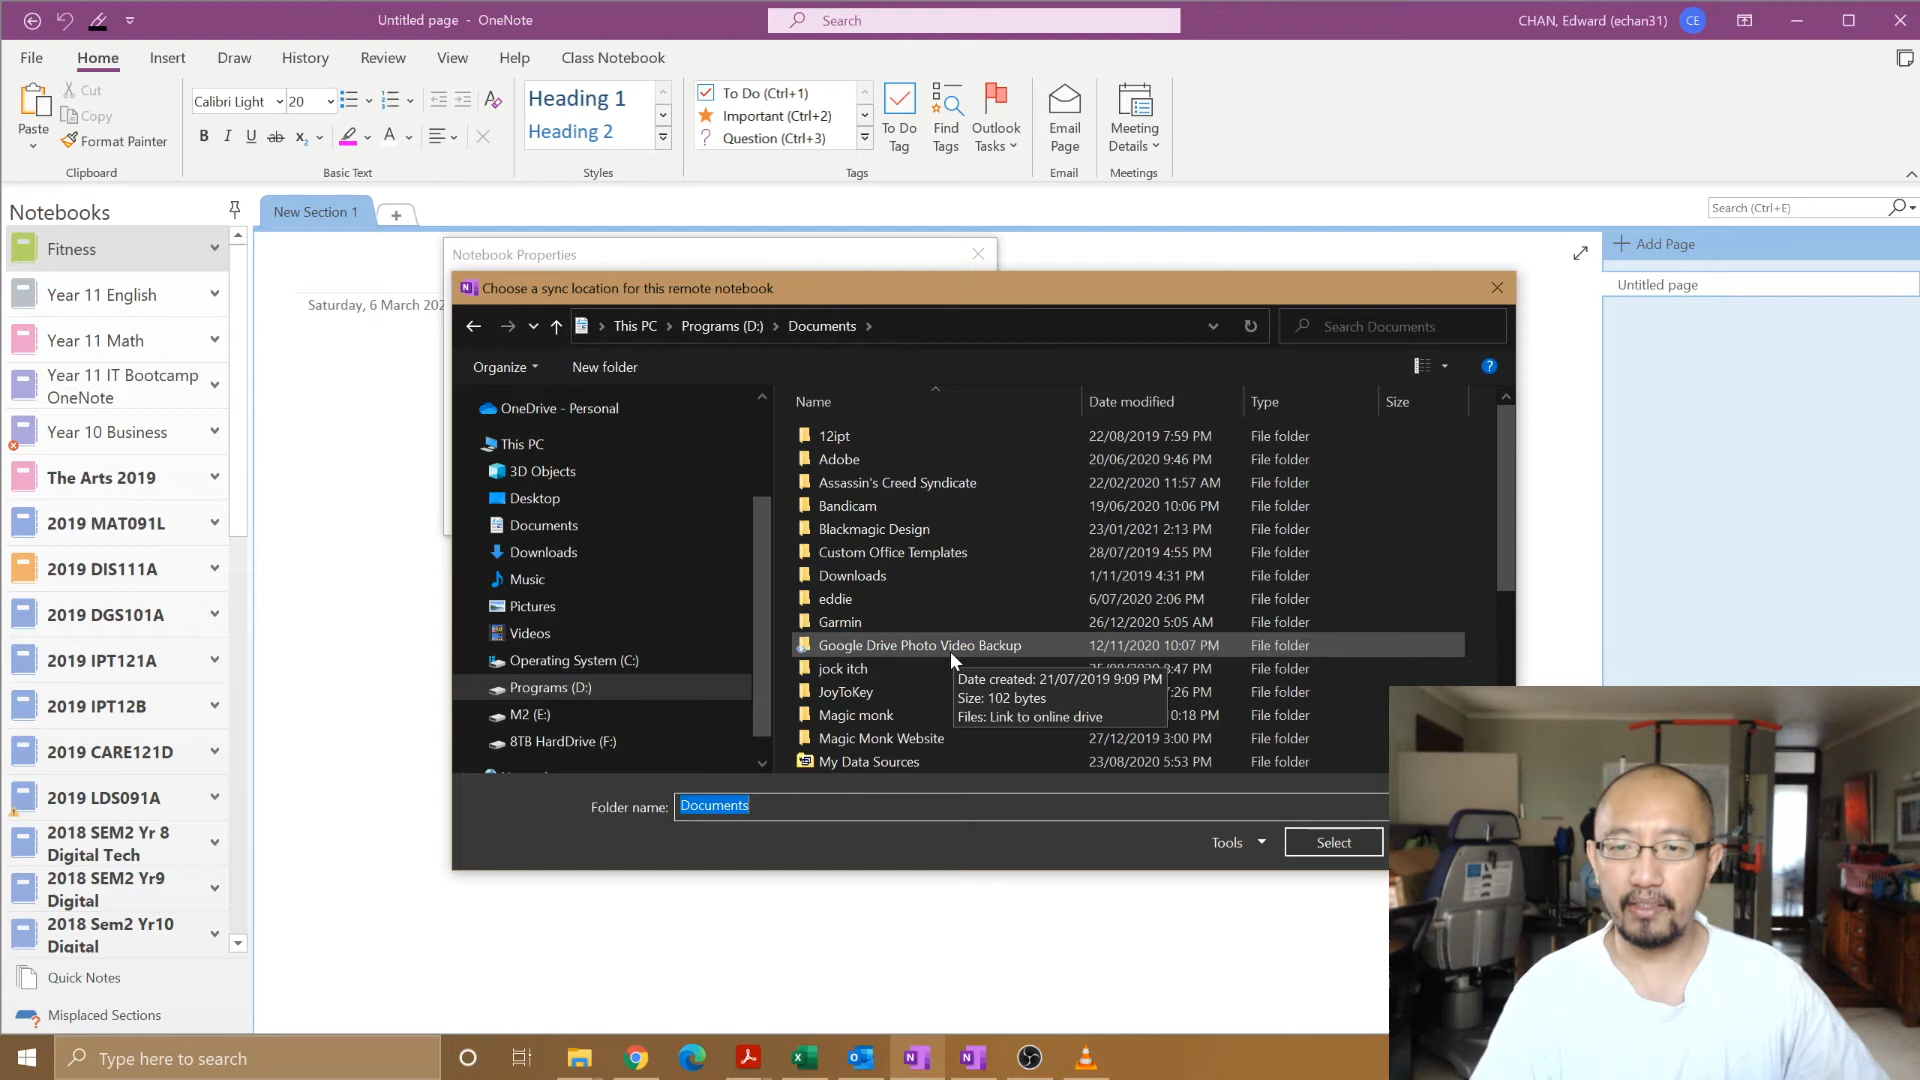 Untitled page - OneNote
Search
CHAN, Edward (echan31)
CE
File
Home
Insert
Draw
History
Review
View
Help
Class Notebook
Paste
Cut
Copy
Format Painter
Clipboard
Calibri Light
20
Basic Text
Heading 1
Heading 2
Styles
To Do (Ctrl+1)
Important (Ctrl+2)
Question (Ctrl+3)
To Do
Tag
Find
Tags
Outlook
Tasks
Tags
Email
Page
Email
Meeting
Details
Meetings
Notebooks
Fitness
Year 11 English
Year 11 Math
Year 11 IT Bootcamp
OneNote
Year 10 Business
The Arts 2019
2019 MAT091L
2019 DIS111A
2019 DGS101A
2019 IPT121A
2019 IPT12B
2019 CARE121D
2019 LDS091A
2018 SEM2 Yr 8
Digital Tech
2018 SEM2 Yr9
Digital
2018 Sem2 Yr10
Digital
Quick Notes
Misplaced Sections
New Section 1
Search (Ctrl+E)
Add Page
Untitled page
Saturday, 6 March 202
Notebook Properties
Choose a sync location for this remote notebook
This PC > Programs (D:) > Documents >
Search Documents
Organize
New folder
OneDrive - Personal
This PC
3D Objects
Desktop
Documents
Downloads
Music
Pictures
Videos
Operating System (C:)
Programs (D:)
M2 (E:)
8TB HardDrive (F:)
Name Date modified Type Size
12ipt 22/08/2019 7:59 PM File folder
Adobe 20/06/2020 9:46 PM File folder
Assassin's Creed Syndicate 22/02/2020 11:57 AM File folder
Bandicam 19/06/2020 10:06 PM File folder
Blackmagic Design 23/01/2021 2:13 PM File folder
Custom Office Templates 28/07/2019 4:55 PM File folder
Downloads 1/11/2019 4:31 PM File folder
eddie 6/07/2020 2:06 PM File folder
Garmin 26/12/2020 5:05 AM File folder
Google Drive Photo Video Backup 12/11/2020 10:07 PM File folder
jock itch 8:47 PM File folder
JoyToKey 7:26 PM File folder
Magic monk 0:18 PM File folder
Magic Monk Website 27/12/2019 3:00 PM File folder
My Data Sources 23/08/2020 5:53 PM File folder
Date created: 21/07/2019 9:09 PM
Size: 102 bytes
Files: Link to online drive
Folder name: Documents
Tools
Select
Type here to search